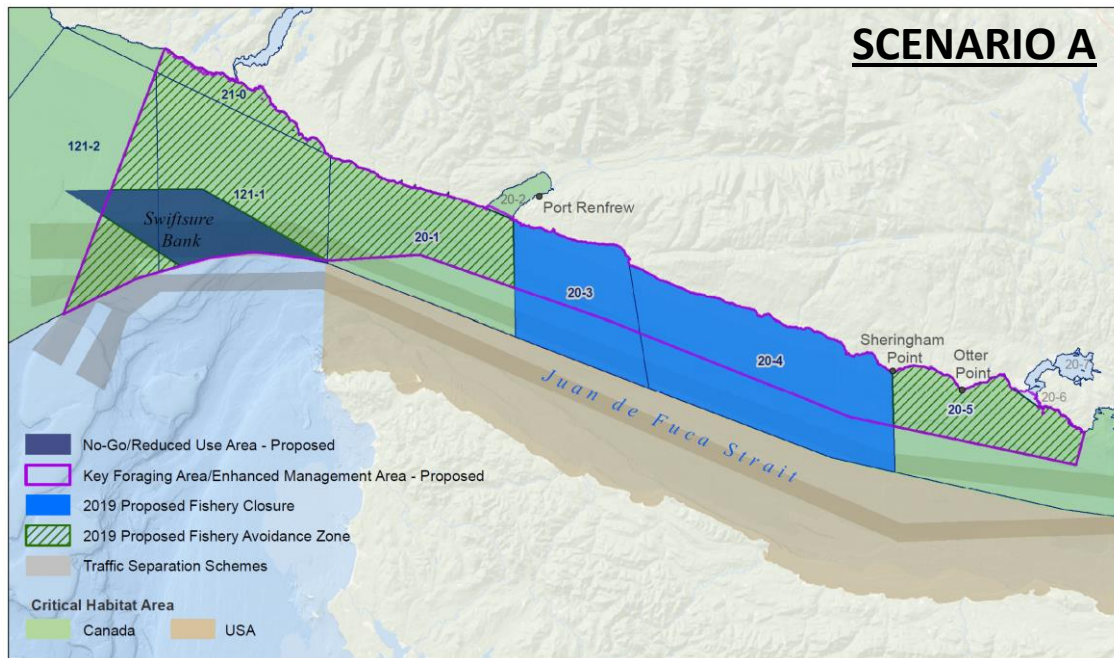 SCENARIO A
21-0
121-2
121-1
Swiftsure
Bank
20-1
20-2
Port Renfrew
20-3
20-4
Sheringham
Point
Otter
Point
20-5
20-7
20-6
Juan de Fuca Strait
No-Go/Reduced Use Area - Proposed
Key Foraging Area/Enhanced Management Area - Proposed
2019 Proposed Fishery Closure
2019 Proposed Fishery Avoidance Zone
Traffic Separation Schemes
Critical Habitat Area
Canada USA